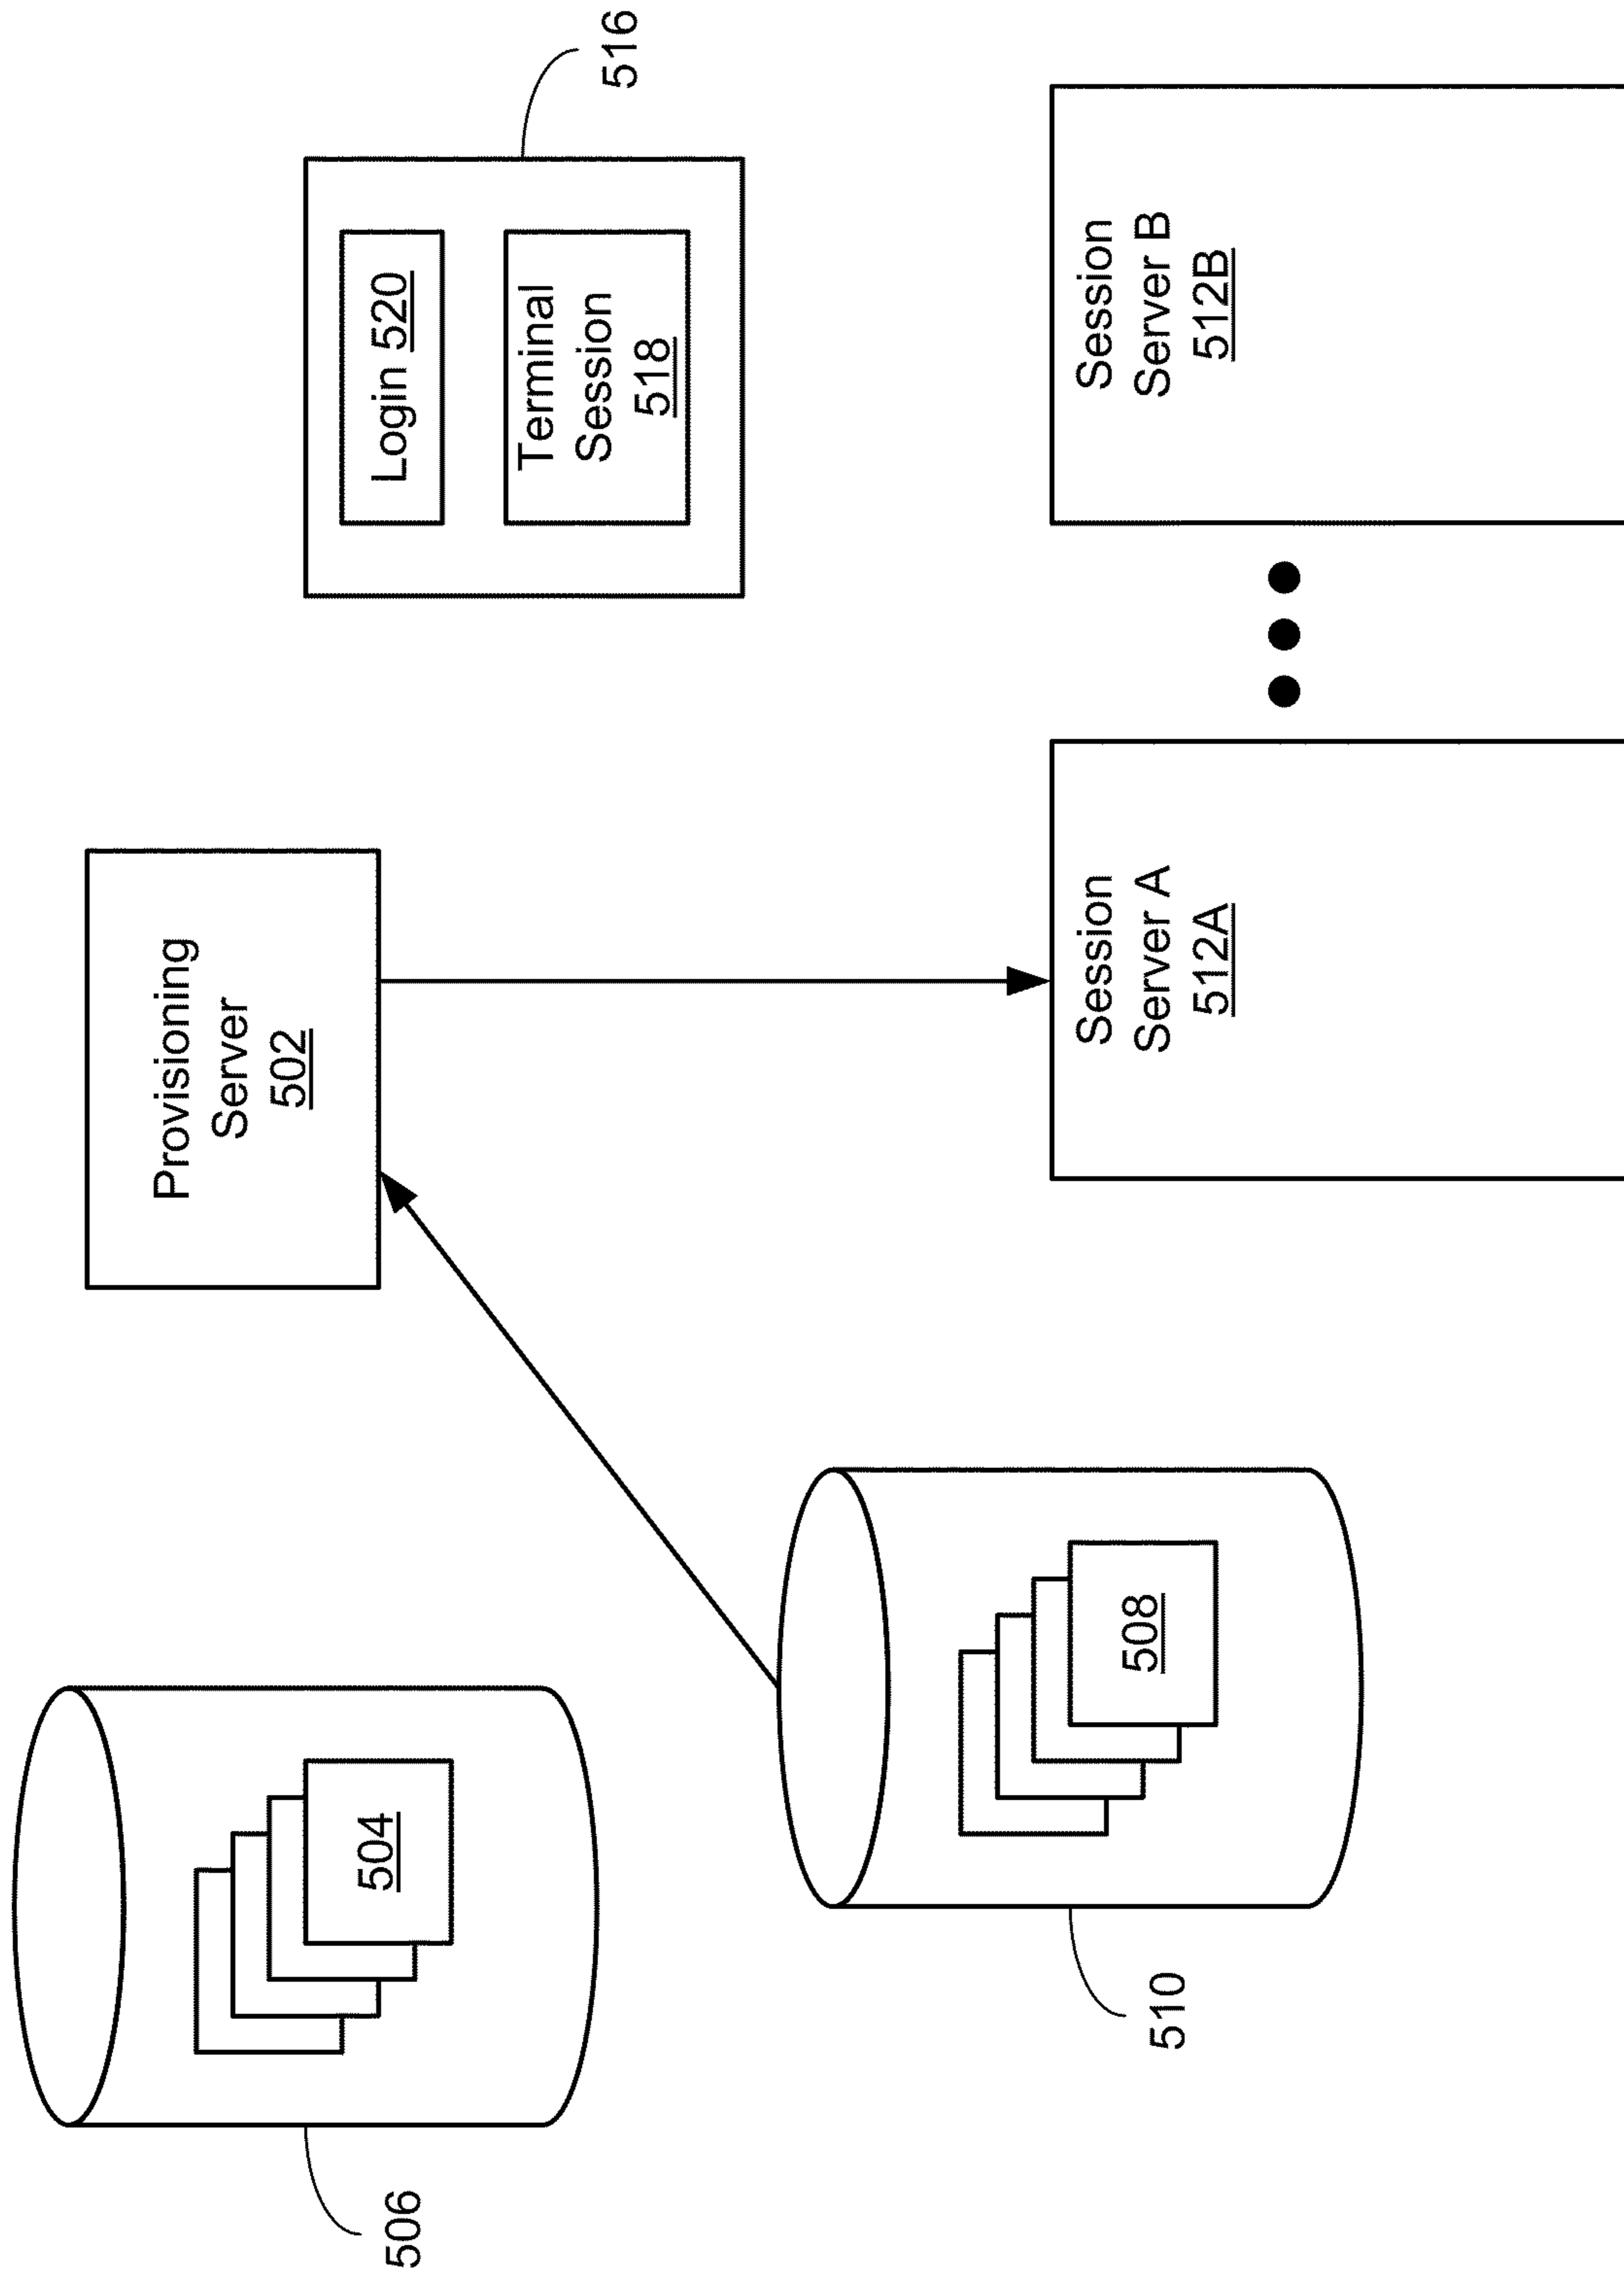 506
504
510
508
Provisioning
Server
502
Session
Server A
512A
Login 520
Terminal
Session
518
516
Session
Server B
512B